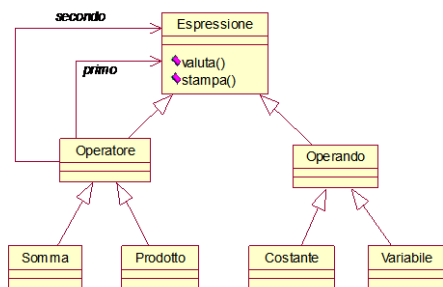 secondo
Espressione
primo
valuta()
stampa()
Operatore
Operando
Somma
Prodotto
Costante
Variabile